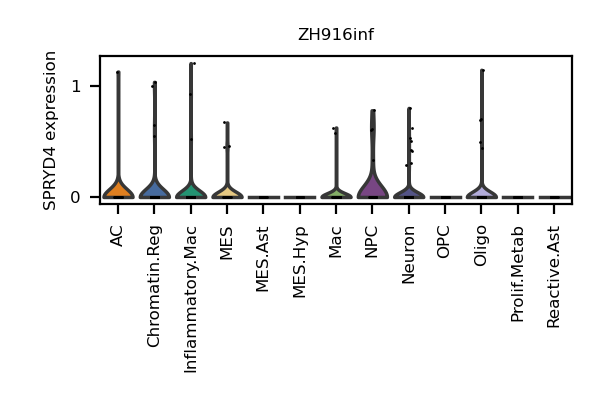 ZH916inf
SPRYD4 expression
1
0
AC
Chromatin.Reg
Inflammatory.Mac
MES
MES.Ast
MES.Hyp
Mac
NPC
Neuron
OPC
Oligo
Prolif.Metab
Reactive.Ast